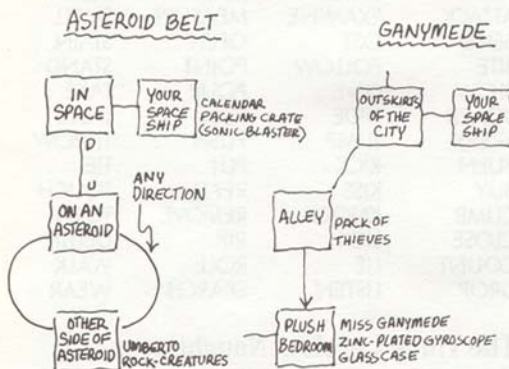 ASTEROID BELT
IN
SPACE
YOUR
SPACE
SHIP
CALENDAR
PACKING CRATE
(SONIC BLASTER)
D
U
ANY
DIRECTION
ON AN
ASTEROID
OTHER
SIDE OF
ASTEROID
UMBERTO
ROCK-CREATURES
GANYMEDE
OUTSKIRTS
OF THE
CITY
YOUR
SPACE
SHIP
ALLEY
PACK OF
THIEVES
PLUSH
BEDROOM
MISS GANYMEDE
ZINC-PLATED GYROSCOPE
GLASS CASE